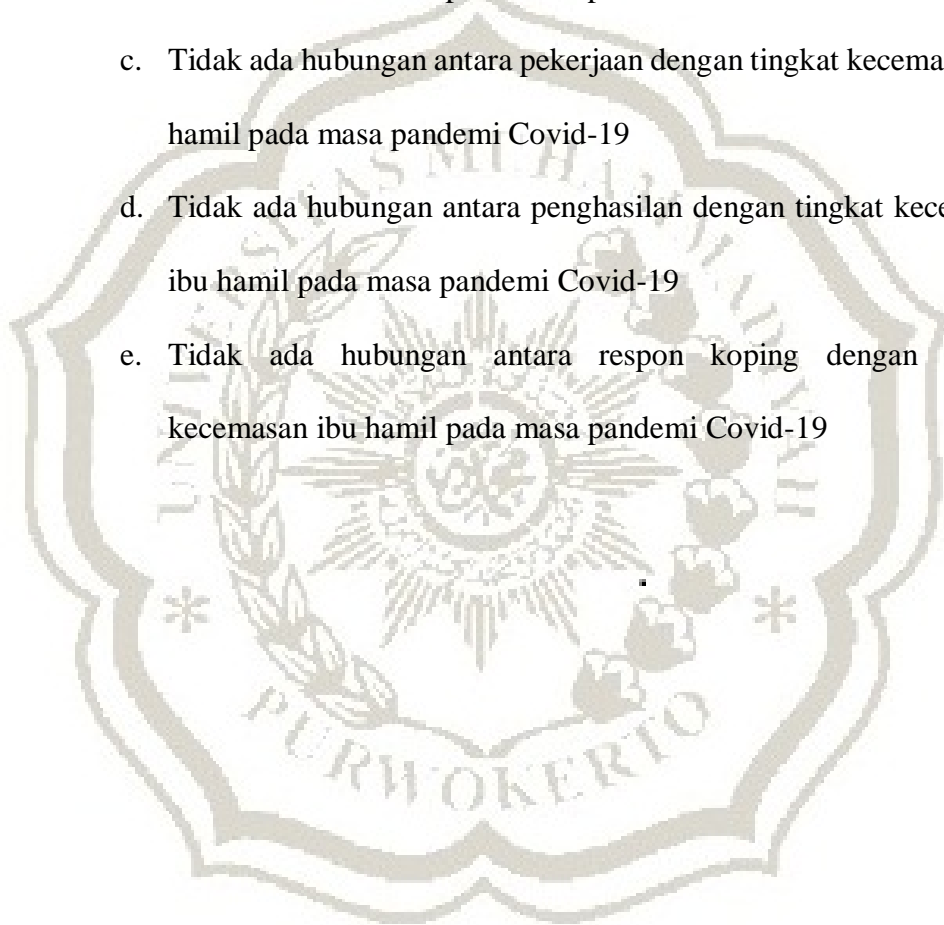 c. Tidak ada hubungan antara pekerjaan dengan tingkat
hamil pada masa pandemi Covid-19
d. Tidak ada hubungan antara penghasilan dengan tingkat
ibu hamil pada masa pandemi Covid-19
e. Tidak ada hubungan antara respon koping dengan
kecemasan ibu hamil pada masa pandemi Covid-19
UNIVERSITAS MUHAMMADIYAH
PURWOKERTO